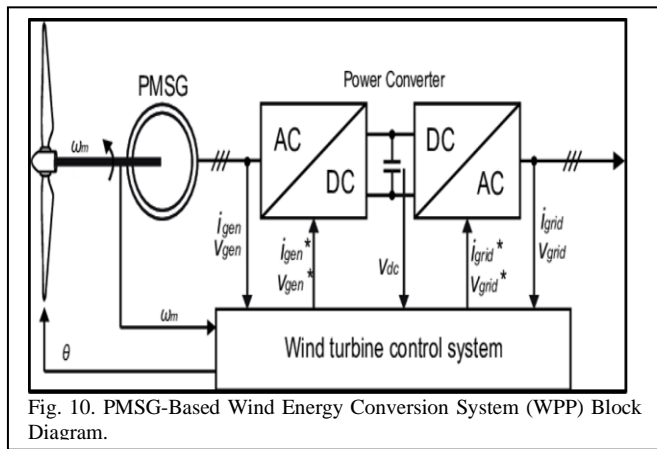 Power Converter
PMSG
ωm
AC
DC
DC
AC
igen
Vgen
igen*
Vgen*
Vdc
igrid*
Vgrid*
igrid
Vgrid
ωm
θ
Wind turbine control system
Fig. 10. PMSG-Based Wind Energy Conversion System (WPP) Block
Diagram.